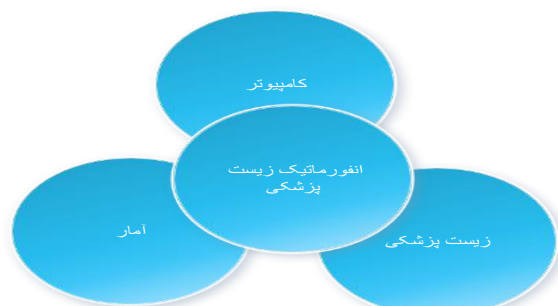 کامپیوتر
انفورماتیک زیست
پزشکی
زیست پزشکی
آمار